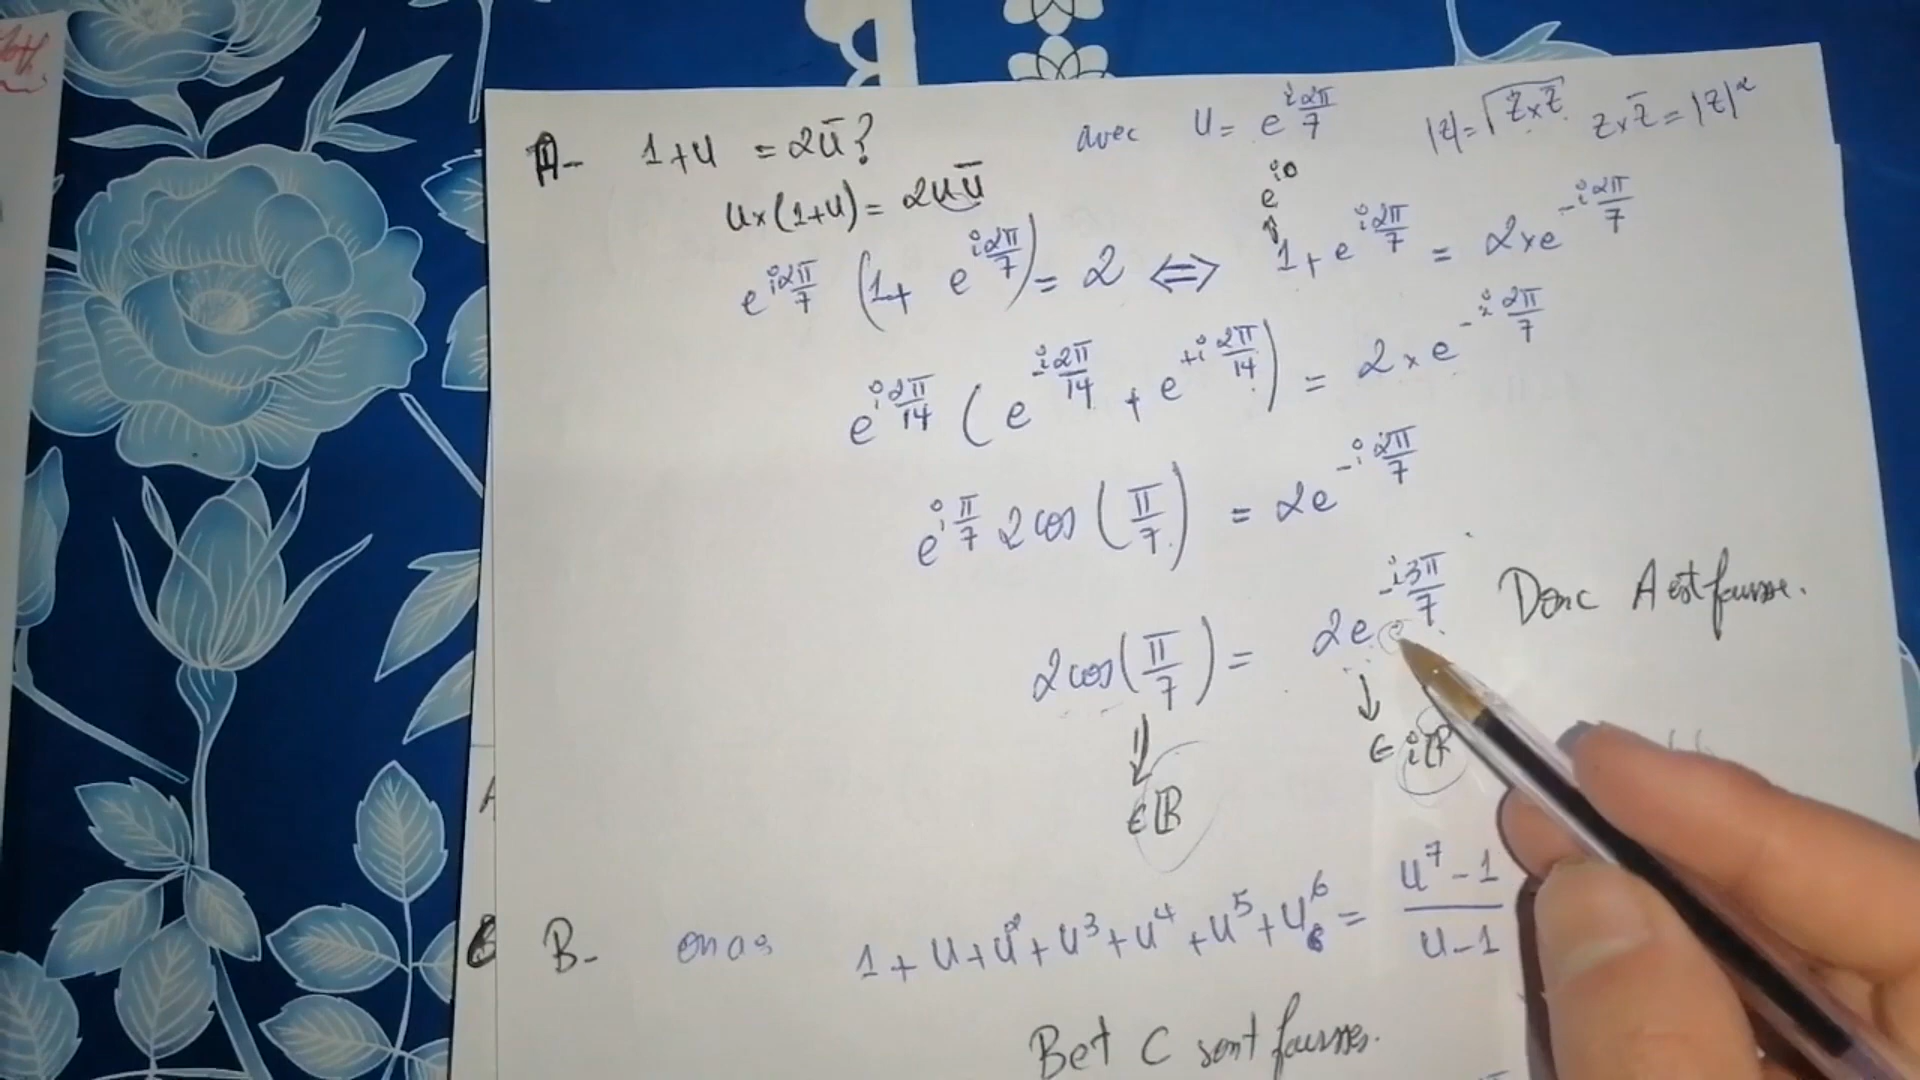 A- 1+u = 2ū? avec u = e^{i2π/7} |z| = √(z×z̄) z×z̄ = |z|²
u×(1+u) = 2uū
e^{i0}
e^{i2π/7} (1+ e^{i2π/7}) = 2 ⟺ 1+e^{i2π/7} = 2×e^{-i2π/7}
e^{i2π/14} (e^{-i2π/14} + e^{+i2π/14}) = 2×e^{-i2π/7}
e^{iπ/7} 2cos(π/7) = 2e^{-i2π/7}
2cos(π/7) = 2e^{-i3π/7} Donc A est fausse.
↓ ↓
∈ℝ ∈ iℝ
B- on a: 1+u+u²+u³+u⁴+u⁵+u⁶ = (u⁷-1)/(u-1)
B et C sont fausses.